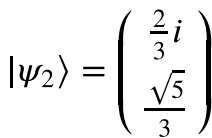 |ψ₂⟩ = ( 2/3 i
√5/3 )